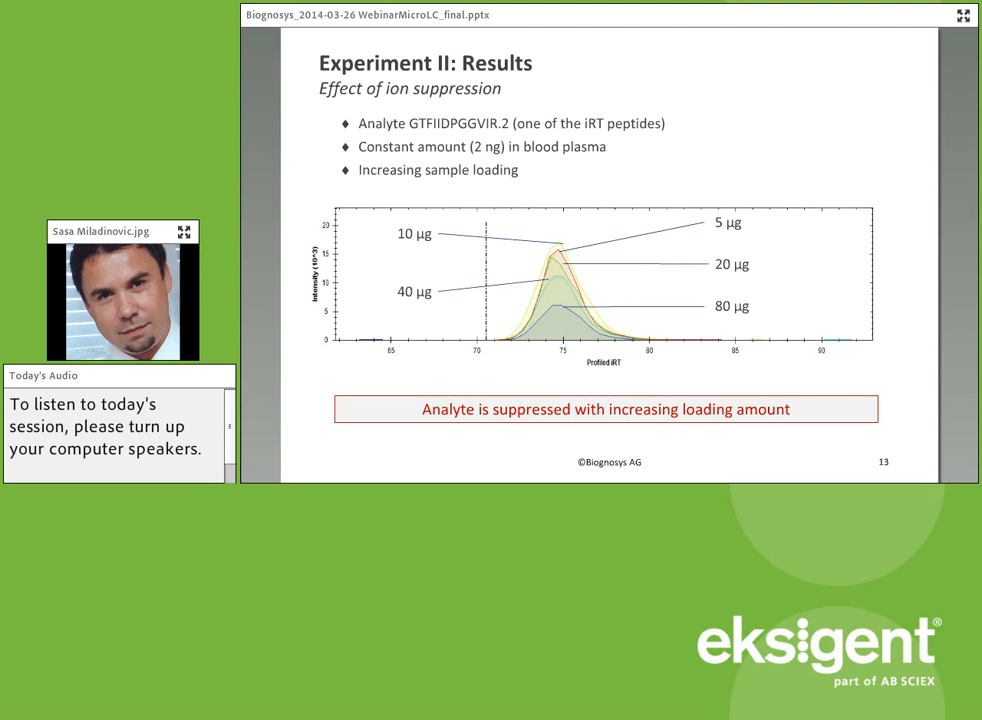 Biognosys_2014-03-26 WebinarMicroLC_final.pptx
Experiment II: Results
Effect of ion suppression
♦ Analyte GTFIIDPGGVIR.2 (one of the iRT peptides)
♦ Constant amount (2 ng) in blood plasma
♦ Increasing sample loading
Intensity (10^3)
20
15
10
5
0
10 µg
5 µg
20 µg
40 µg
80 µg
65 70 75 80 85 90
Profiled iRT
Analyte is suppressed with increasing loading amount
©Biognosys AG
13
Sasa Miladinovic.jpg
Today's Audio
To listen to today's
session, please turn up
your computer speakers.
eksigent®
part of AB SCIEX